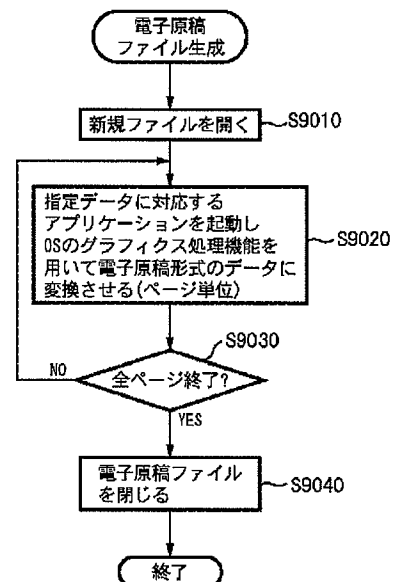 電子原稿
ファイル生成
新規ファイルを開く
S9010
指定データに対応する
アプリケーションを起動し
OSのグラフィクス処理機能を
用いて電子原稿形式のデータに
変換させる(ページ単位)
S9020
S9030
全ページ終了?
NO
YES
電子原稿ファイル
を閉じる
S9040
終了